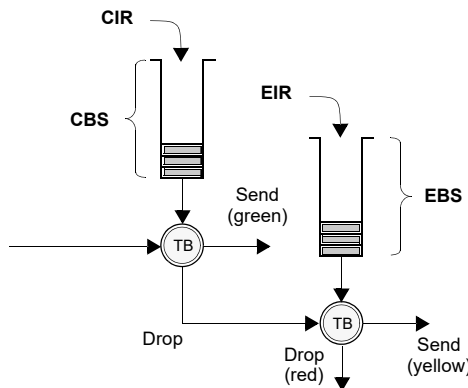 CIR
CBS
EIR
Send
(green)
EBS
TB
TB
Drop
Drop
(red)
Send
(yellow)